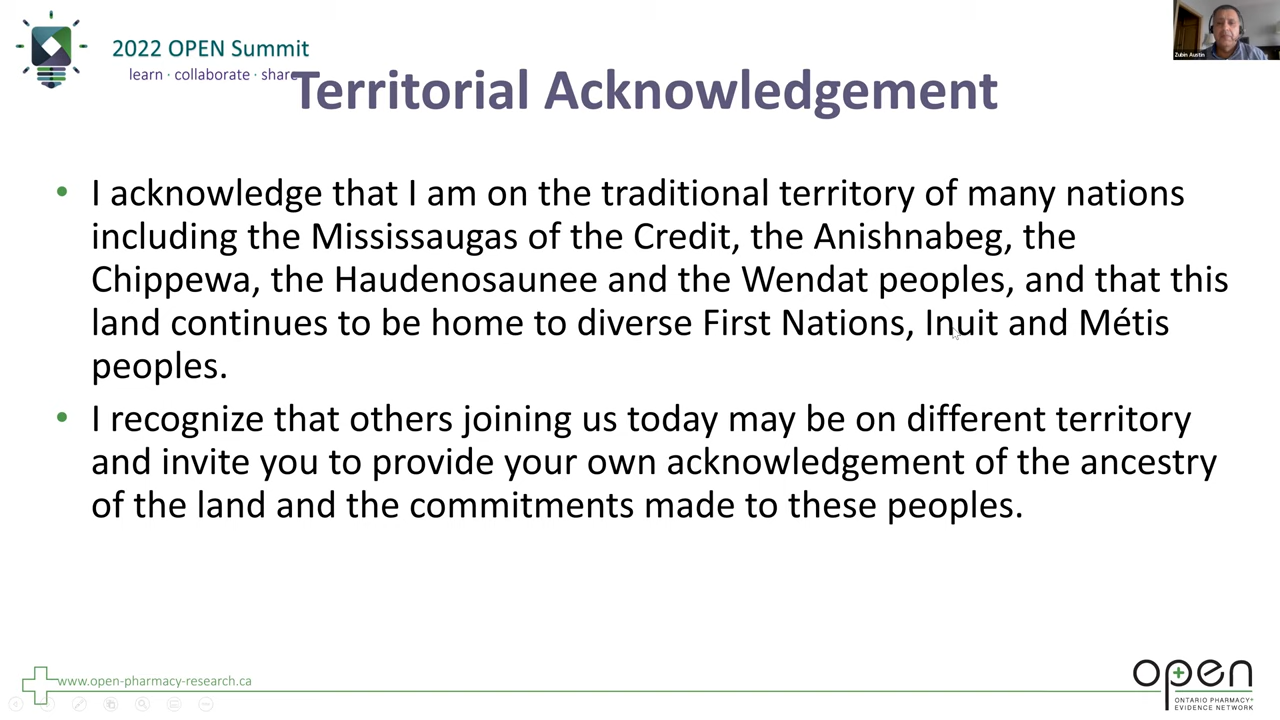 2022 OPEN Summit
learn · collaborate · share
Zubin Austin
Territorial Acknowledgement
• I acknowledge that I am on the traditional territory of many nations
including the Mississaugas of the Credit, the Anishnabeg, the
Chippewa, the Haudenosaunee and the Wendat peoples, and that this
land continues to be home to diverse First Nations, Inuit and Métis
peoples.
• I recognize that others joining us today may be on different territory
and invite you to provide your own acknowledgement of the ancestry
of the land and the commitments made to these peoples.
www.open-pharmacy-research.ca
open
ONTARIO PHARMACY
EVIDENCE NETWORK